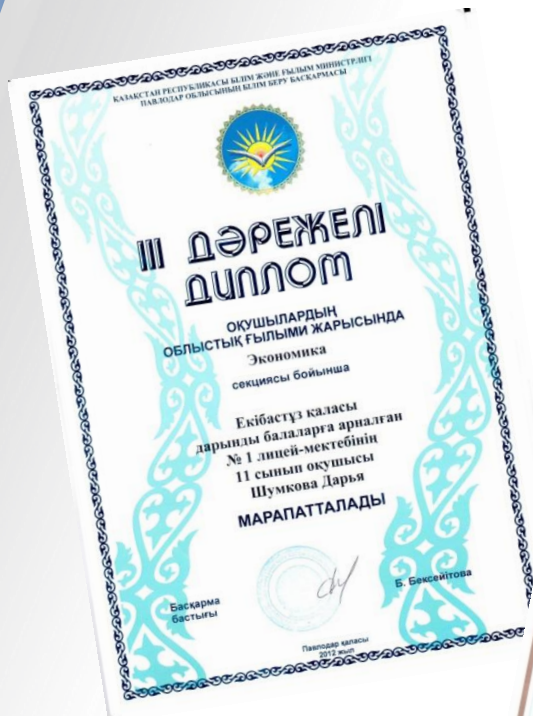 ҚАЗАҚСТАН РЕСПУБЛИКАСЫ БІЛІМ ЖӘНЕ ҒЫЛЫМ МИНИСТРЛІГІ
ПАВЛОДАР ОБЛЫСЫНЫҢ БІЛІМ БЕРУ БАСҚАРМАСЫ
III ДӘРЕЖЕЛІ
ДИПЛОМ
ОҚУШЫЛАРДЫҢ
ОБЛЫСТЫҚ ҒЫЛЫМИ ЖАРЫСЫНДА
Экономика
секциясы бойынша
Екібастұз қаласы
дарынды балаларға арналған
№ 1 лицей-мектебінің
11 сынып оқушысы
Шумкова Дарья
МАРАПАТТАЛАДЫ
Басқарма
бастығы
Б. Бексейітова
Павлодар қаласы
2012 жыл